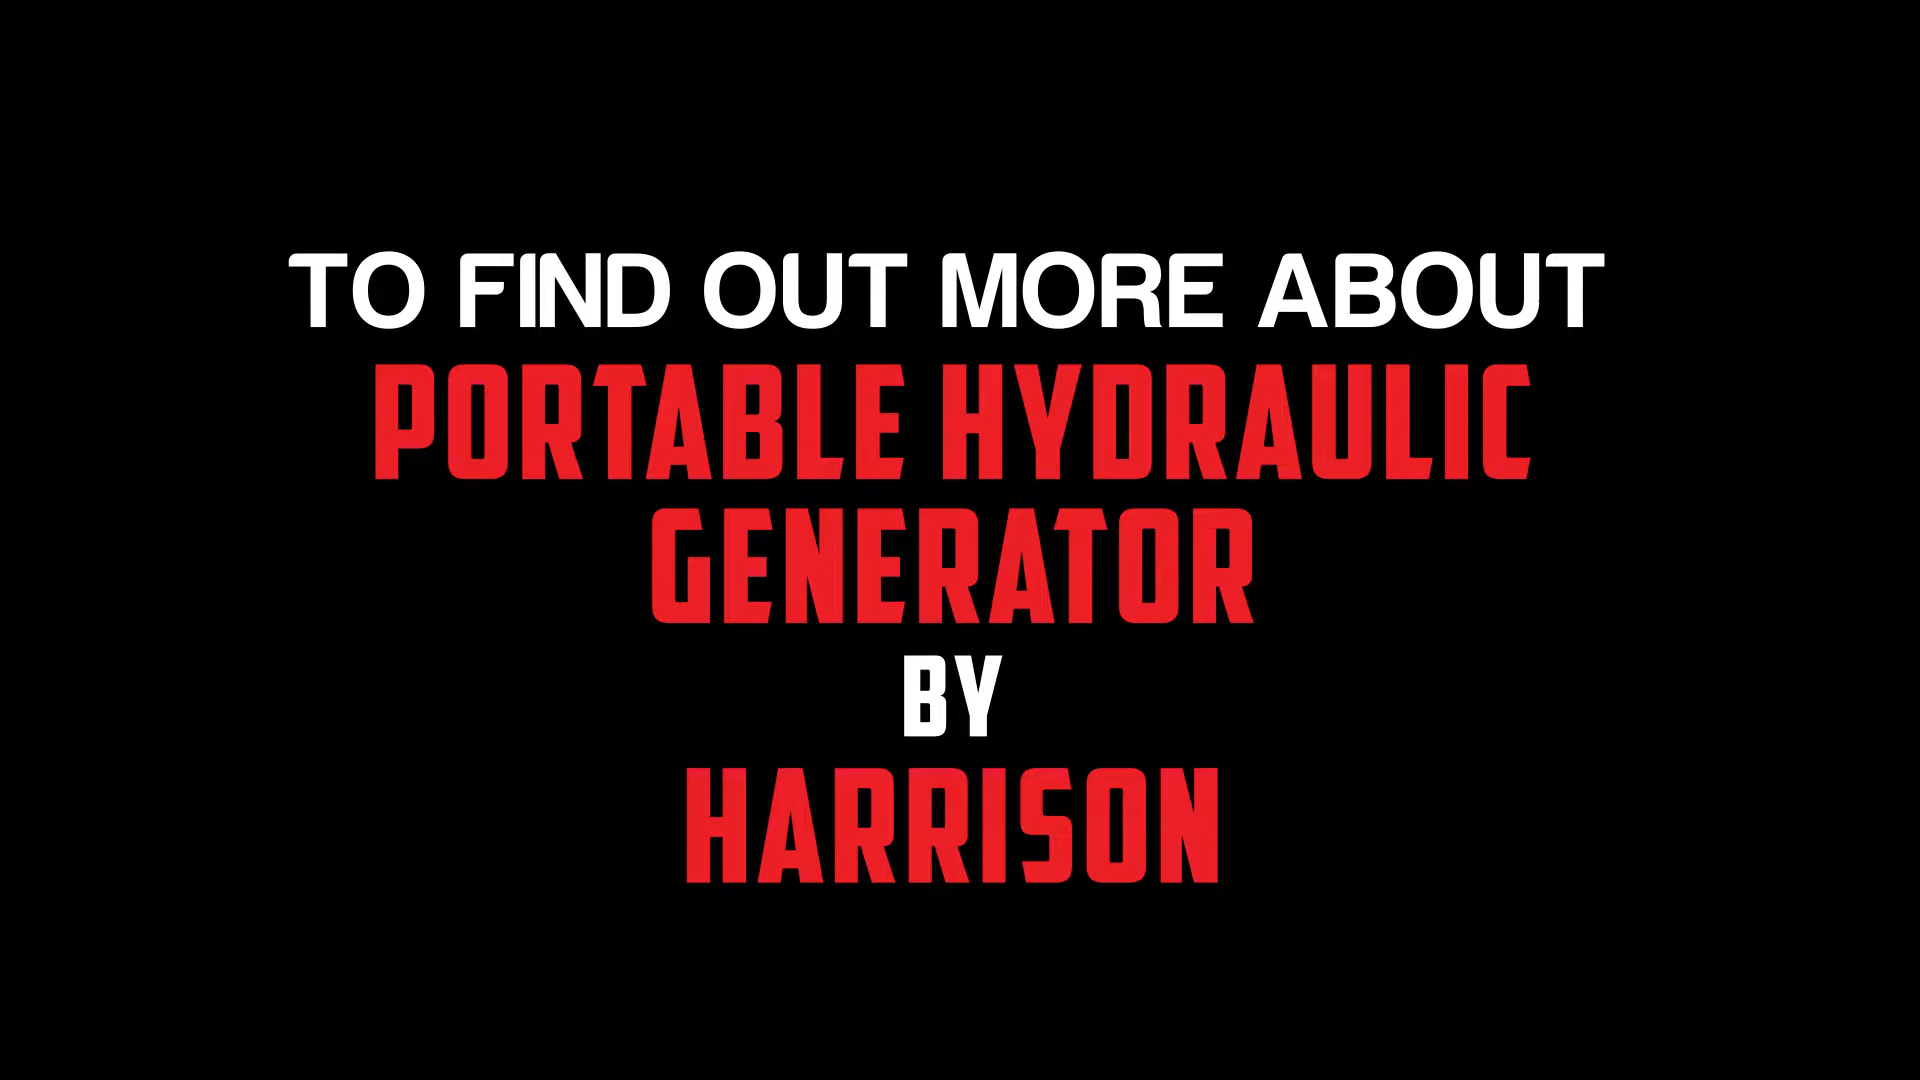 TO FIND OUT MORE ABOUT
PORTABLE HYDRAULIC
GENERATOR
BY
HARRISON